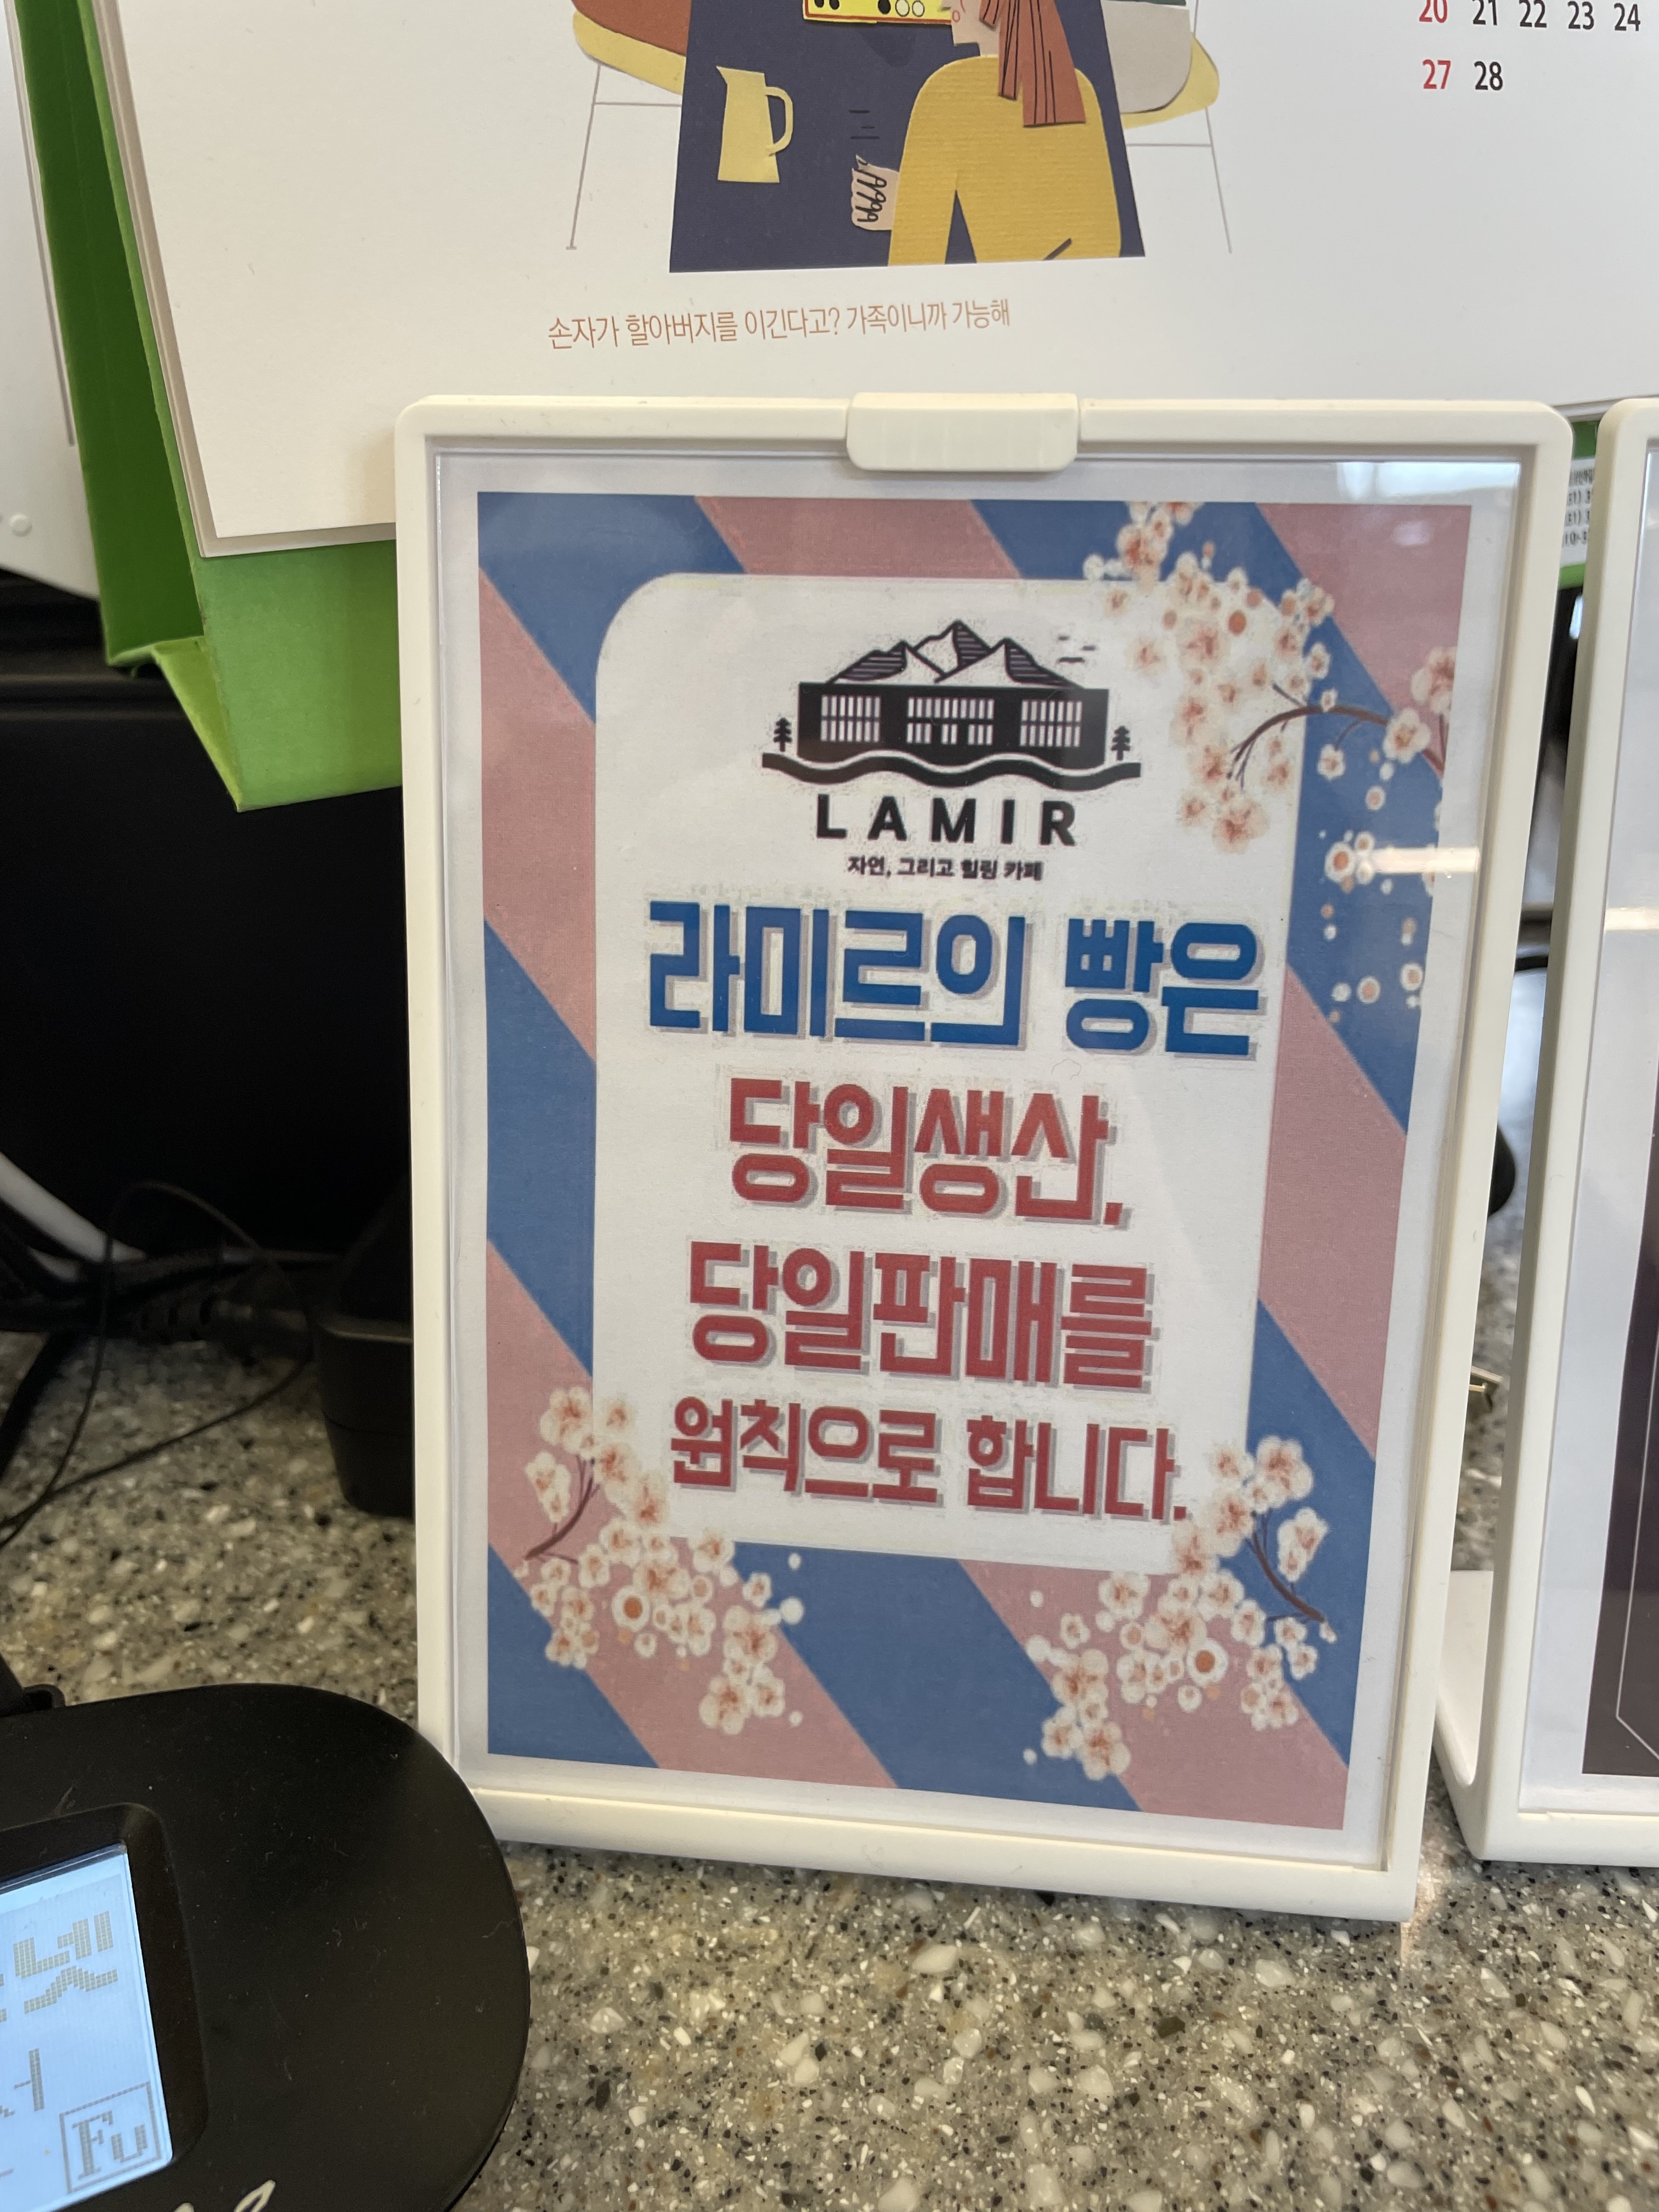 20 21 22 23 24
27 28
손자가 할아버지를 이긴다고? 가족이니까 가능해
LAMIR
자연, 그리고 힐링 카페
라미르의 빵은
당일생산,
당일판매를
원칙으로 합니다.
Fu